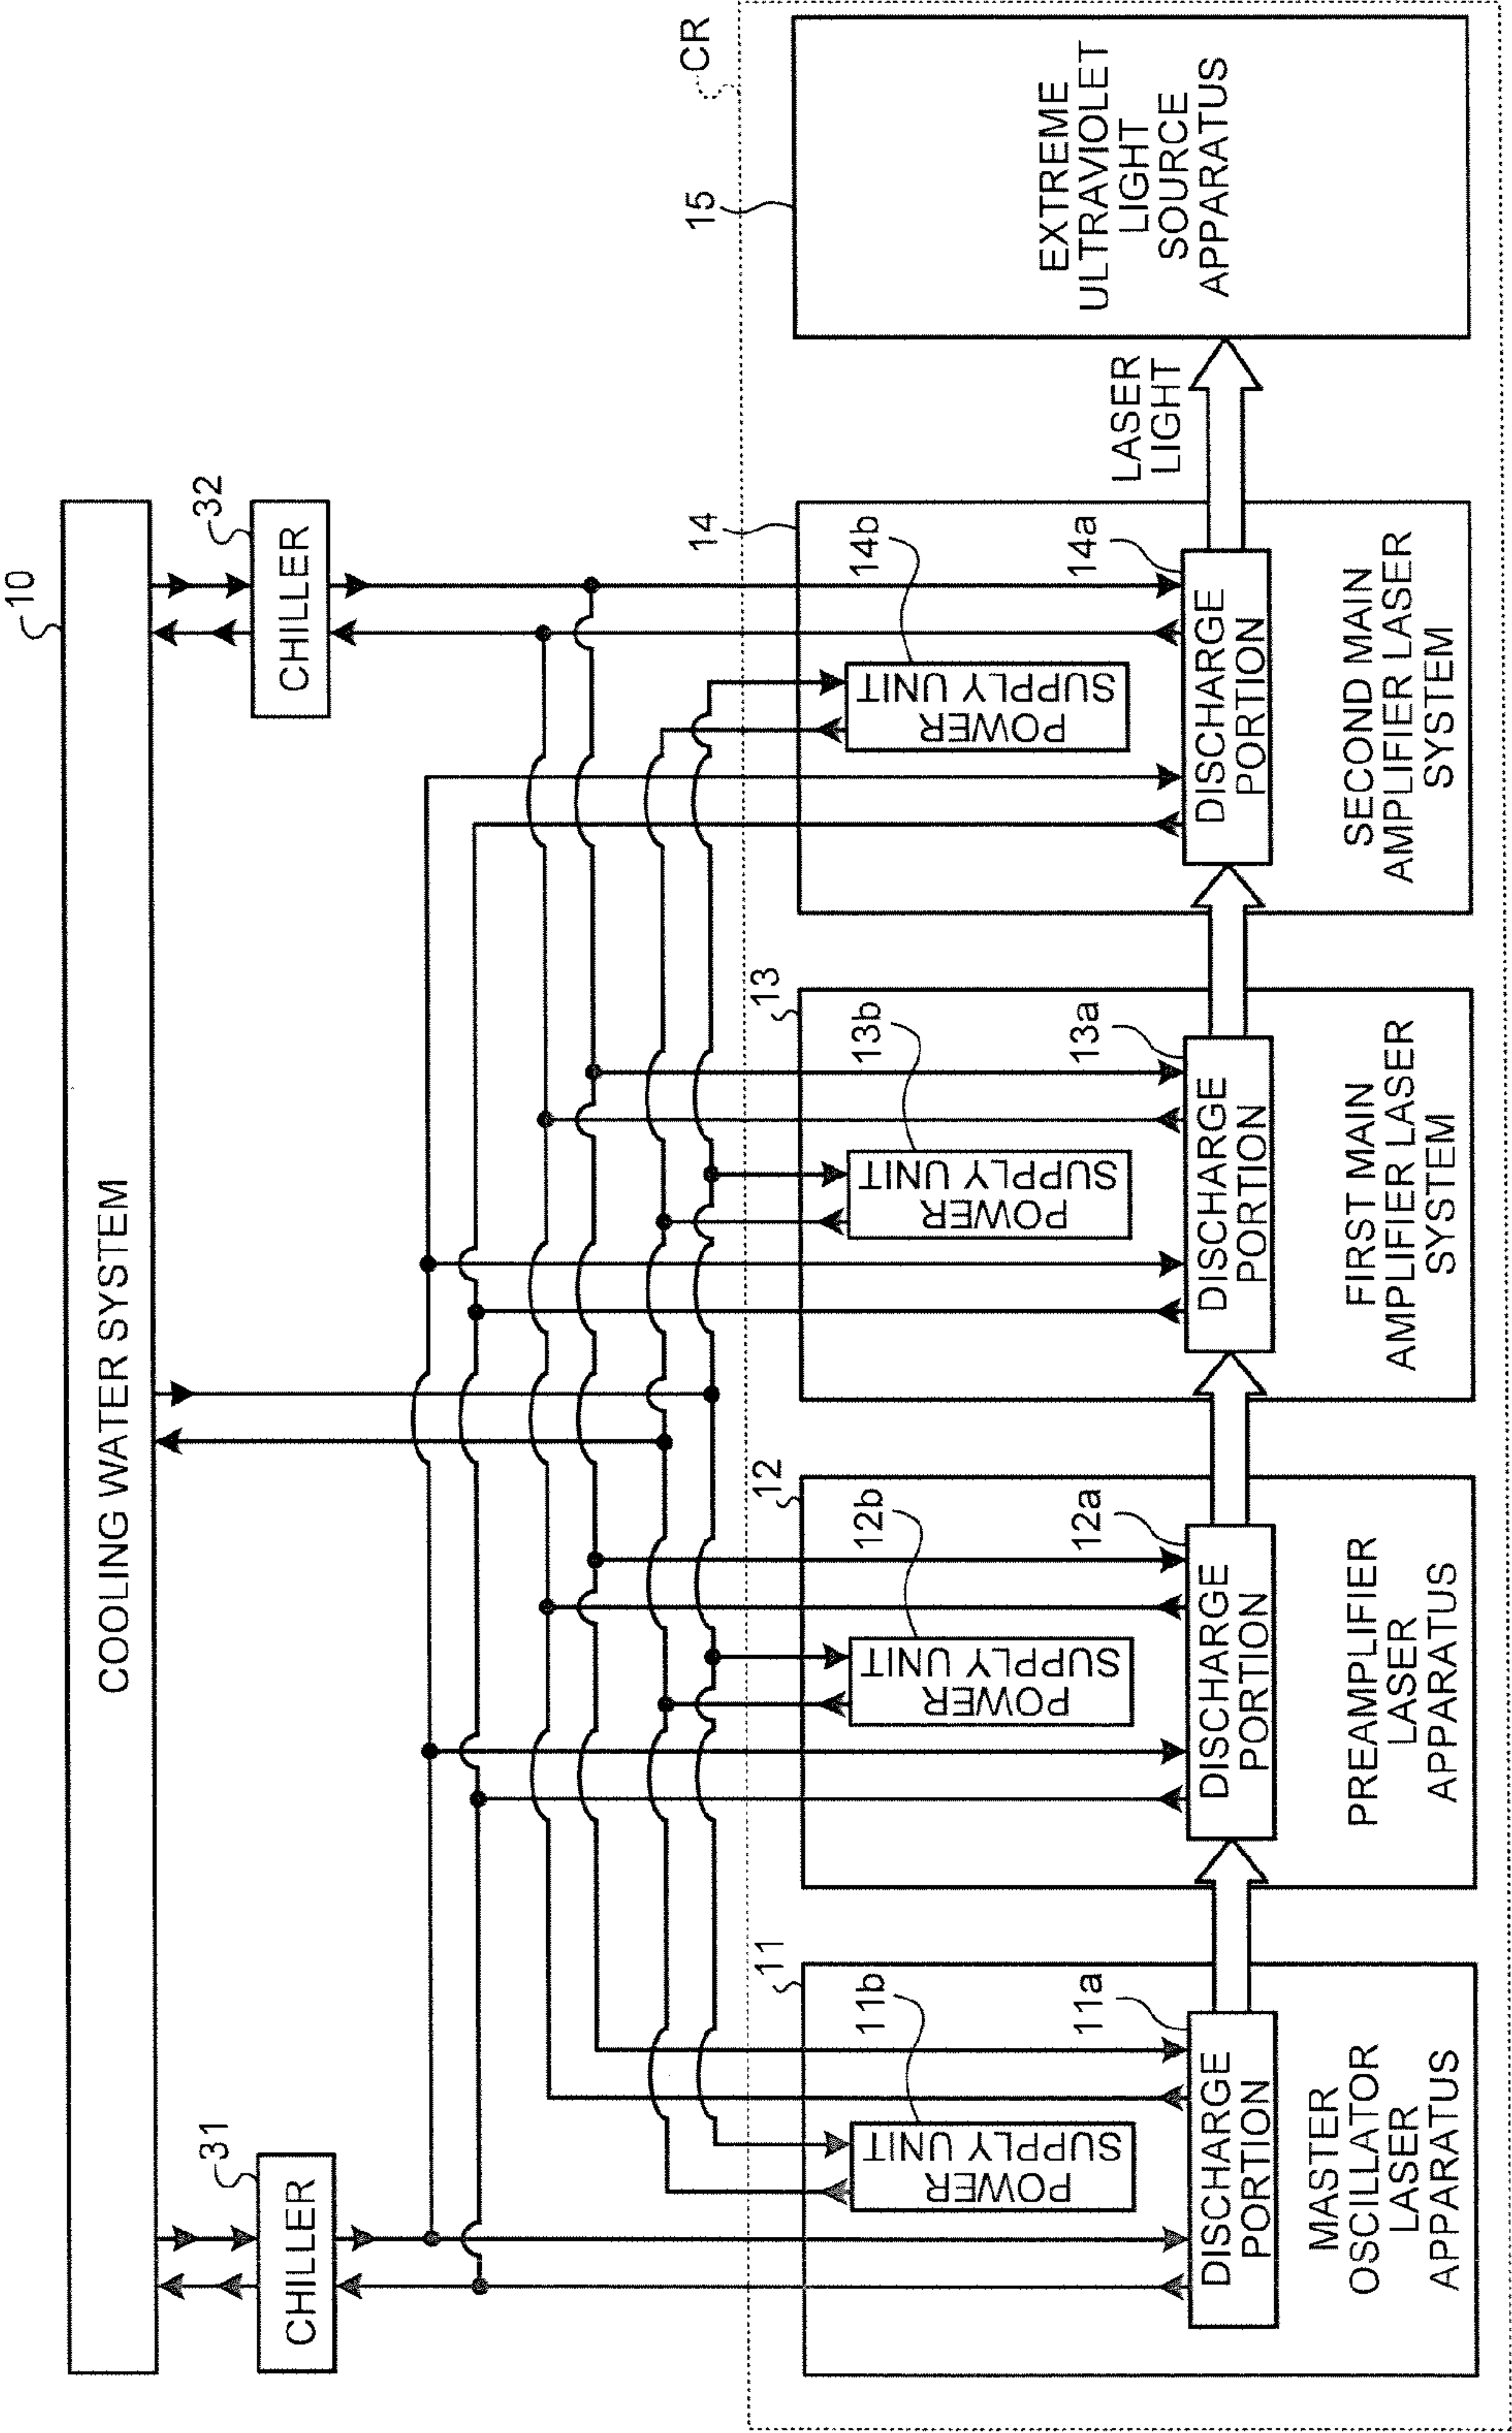 10
COOLING WATER SYSTEM
31
CHILLER
32
CHILLER
CR
11
11b
POWER
SUPPLY UNIT
11a
DISCHARGE
PORTION
MASTER
OSCILLATOR
LASER
APPARATUS
12
12b
POWER
SUPPLY UNIT
12a
DISCHARGE
PORTION
PREAMPLIFIER
LASER
APPARATUS
13
13b
POWER
SUPPLY UNIT
13a
DISCHARGE
PORTION
FIRST MAIN
AMPLIFIER LASER
SYSTEM
14
14b
POWER
SUPPLY UNIT
14a
DISCHARGE
PORTION
SECOND MAIN
AMPLIFIER LASER
SYSTEM
LASER
LIGHT
15
EXTREME
ULTRAVIOLET
LIGHT
SOURCE
APPARATUS